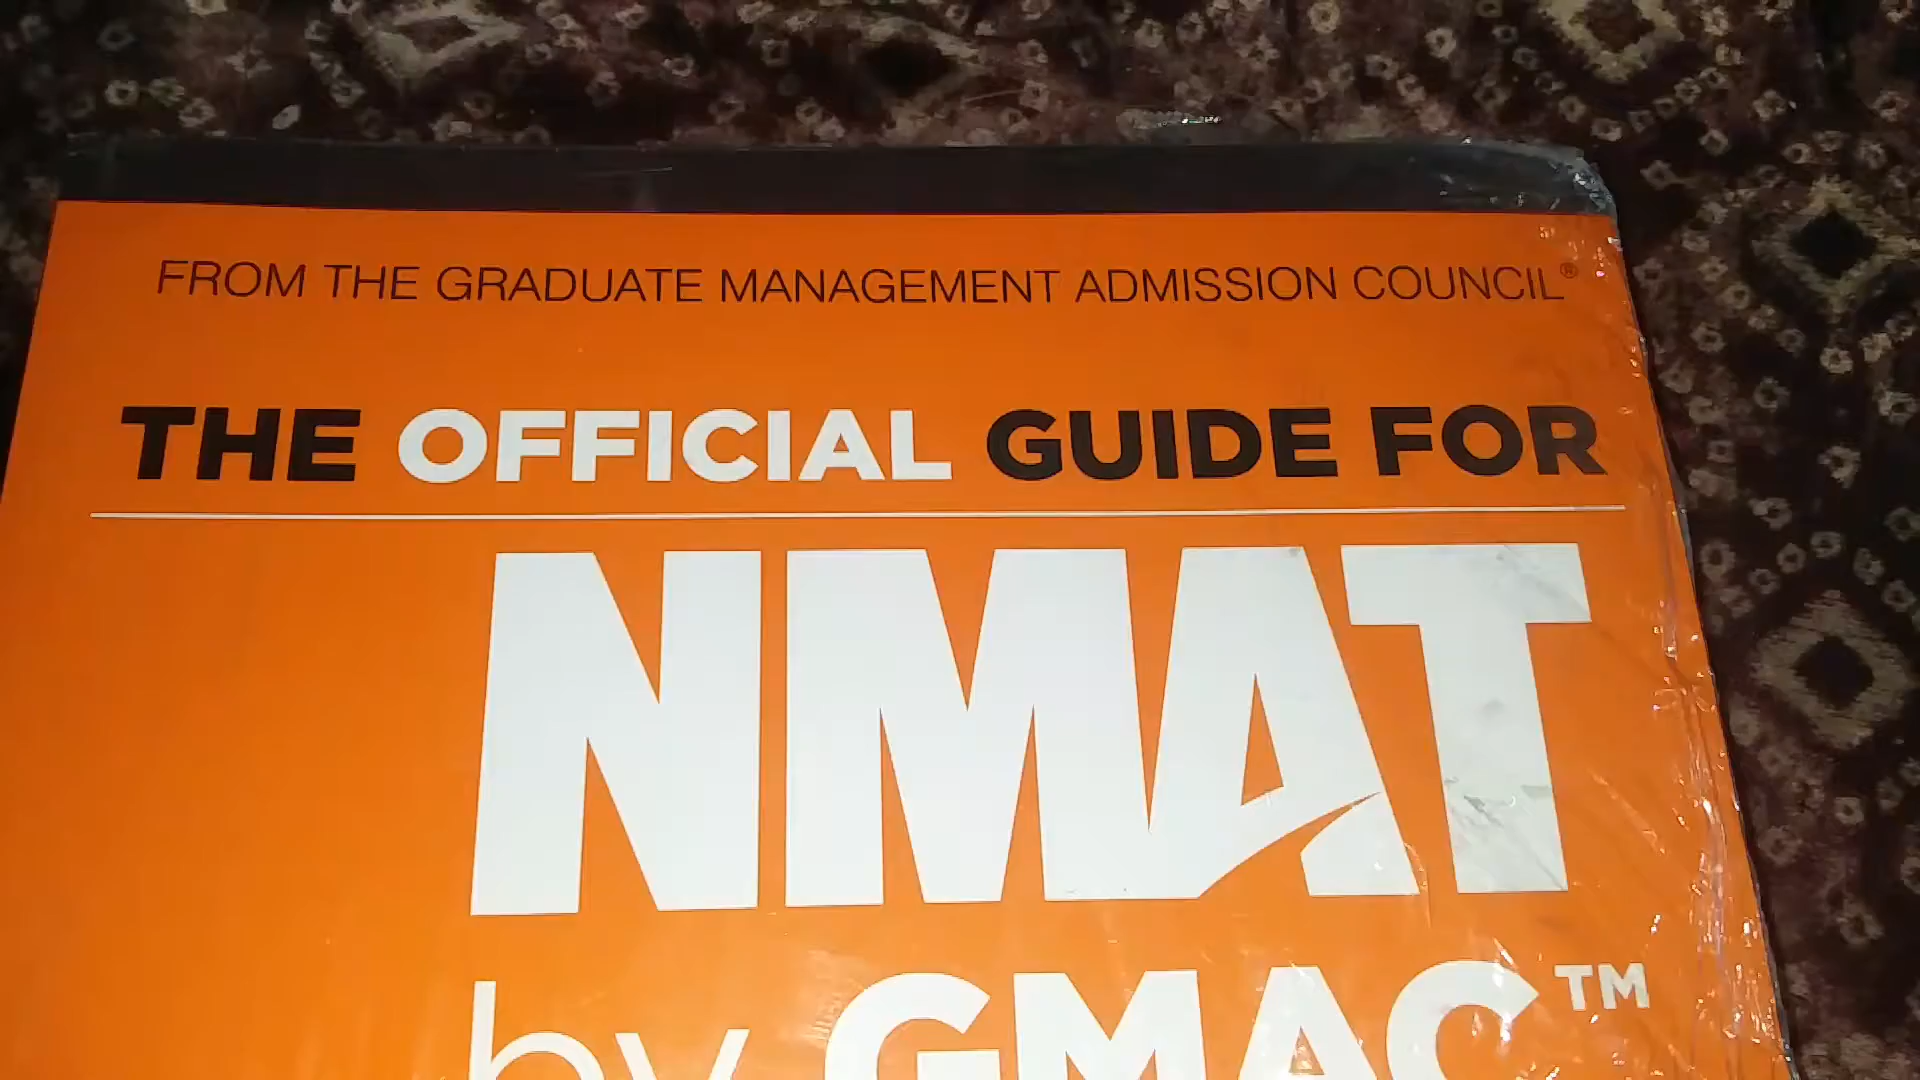 FROM THE GRADUATE MANAGEMENT ADMISSION COUNCIL®
THE OFFICIAL GUIDE FOR
NMAT
by GMAC™